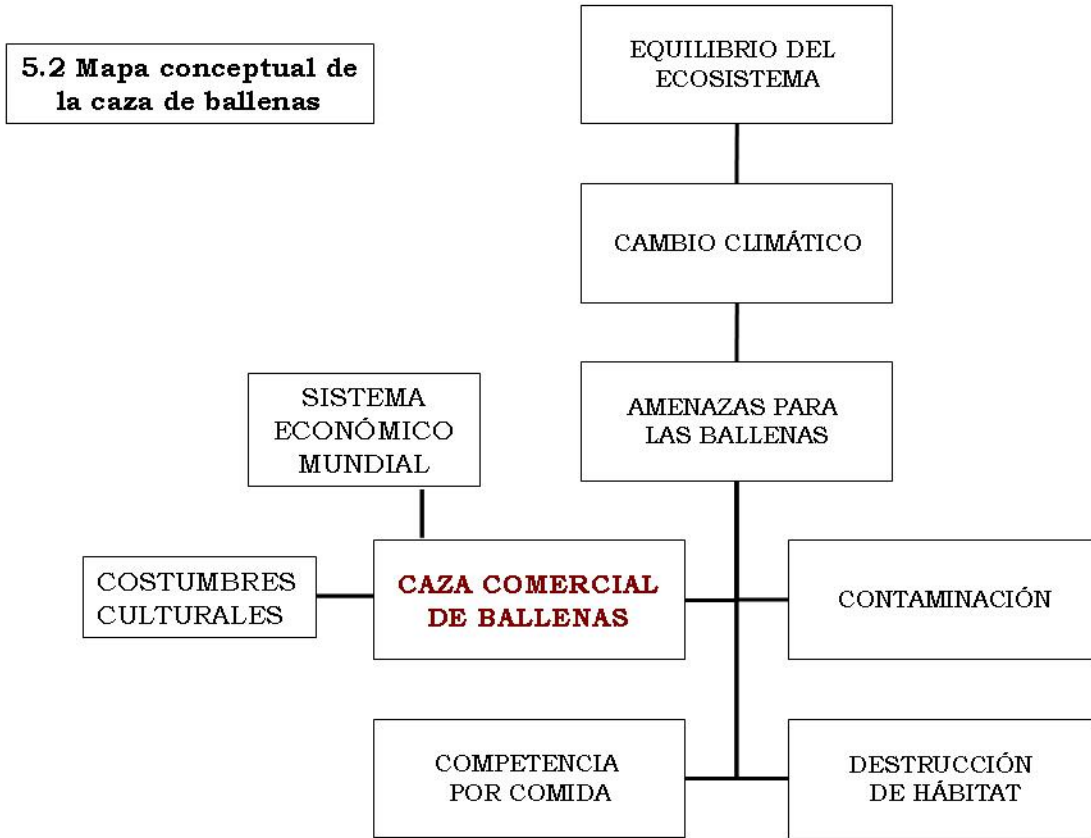 5.2 Mapa conceptual de
la caza de ballenas
EQUILIBRIO DEL
ECOSISTEMA
CAMBIO CLIMÁTICO
AMENAZAS PARA
LAS BALLENAS
SISTEMA
ECONÓMICO
MUNDIAL
COSTUMBRES
CULTURALES
CAZA COMERCIAL
DE BALLENAS
CONTAMINACIÓN
COMPETENCIA
POR COMIDA
DESTRUCCIÓN
DE HÁBITAT